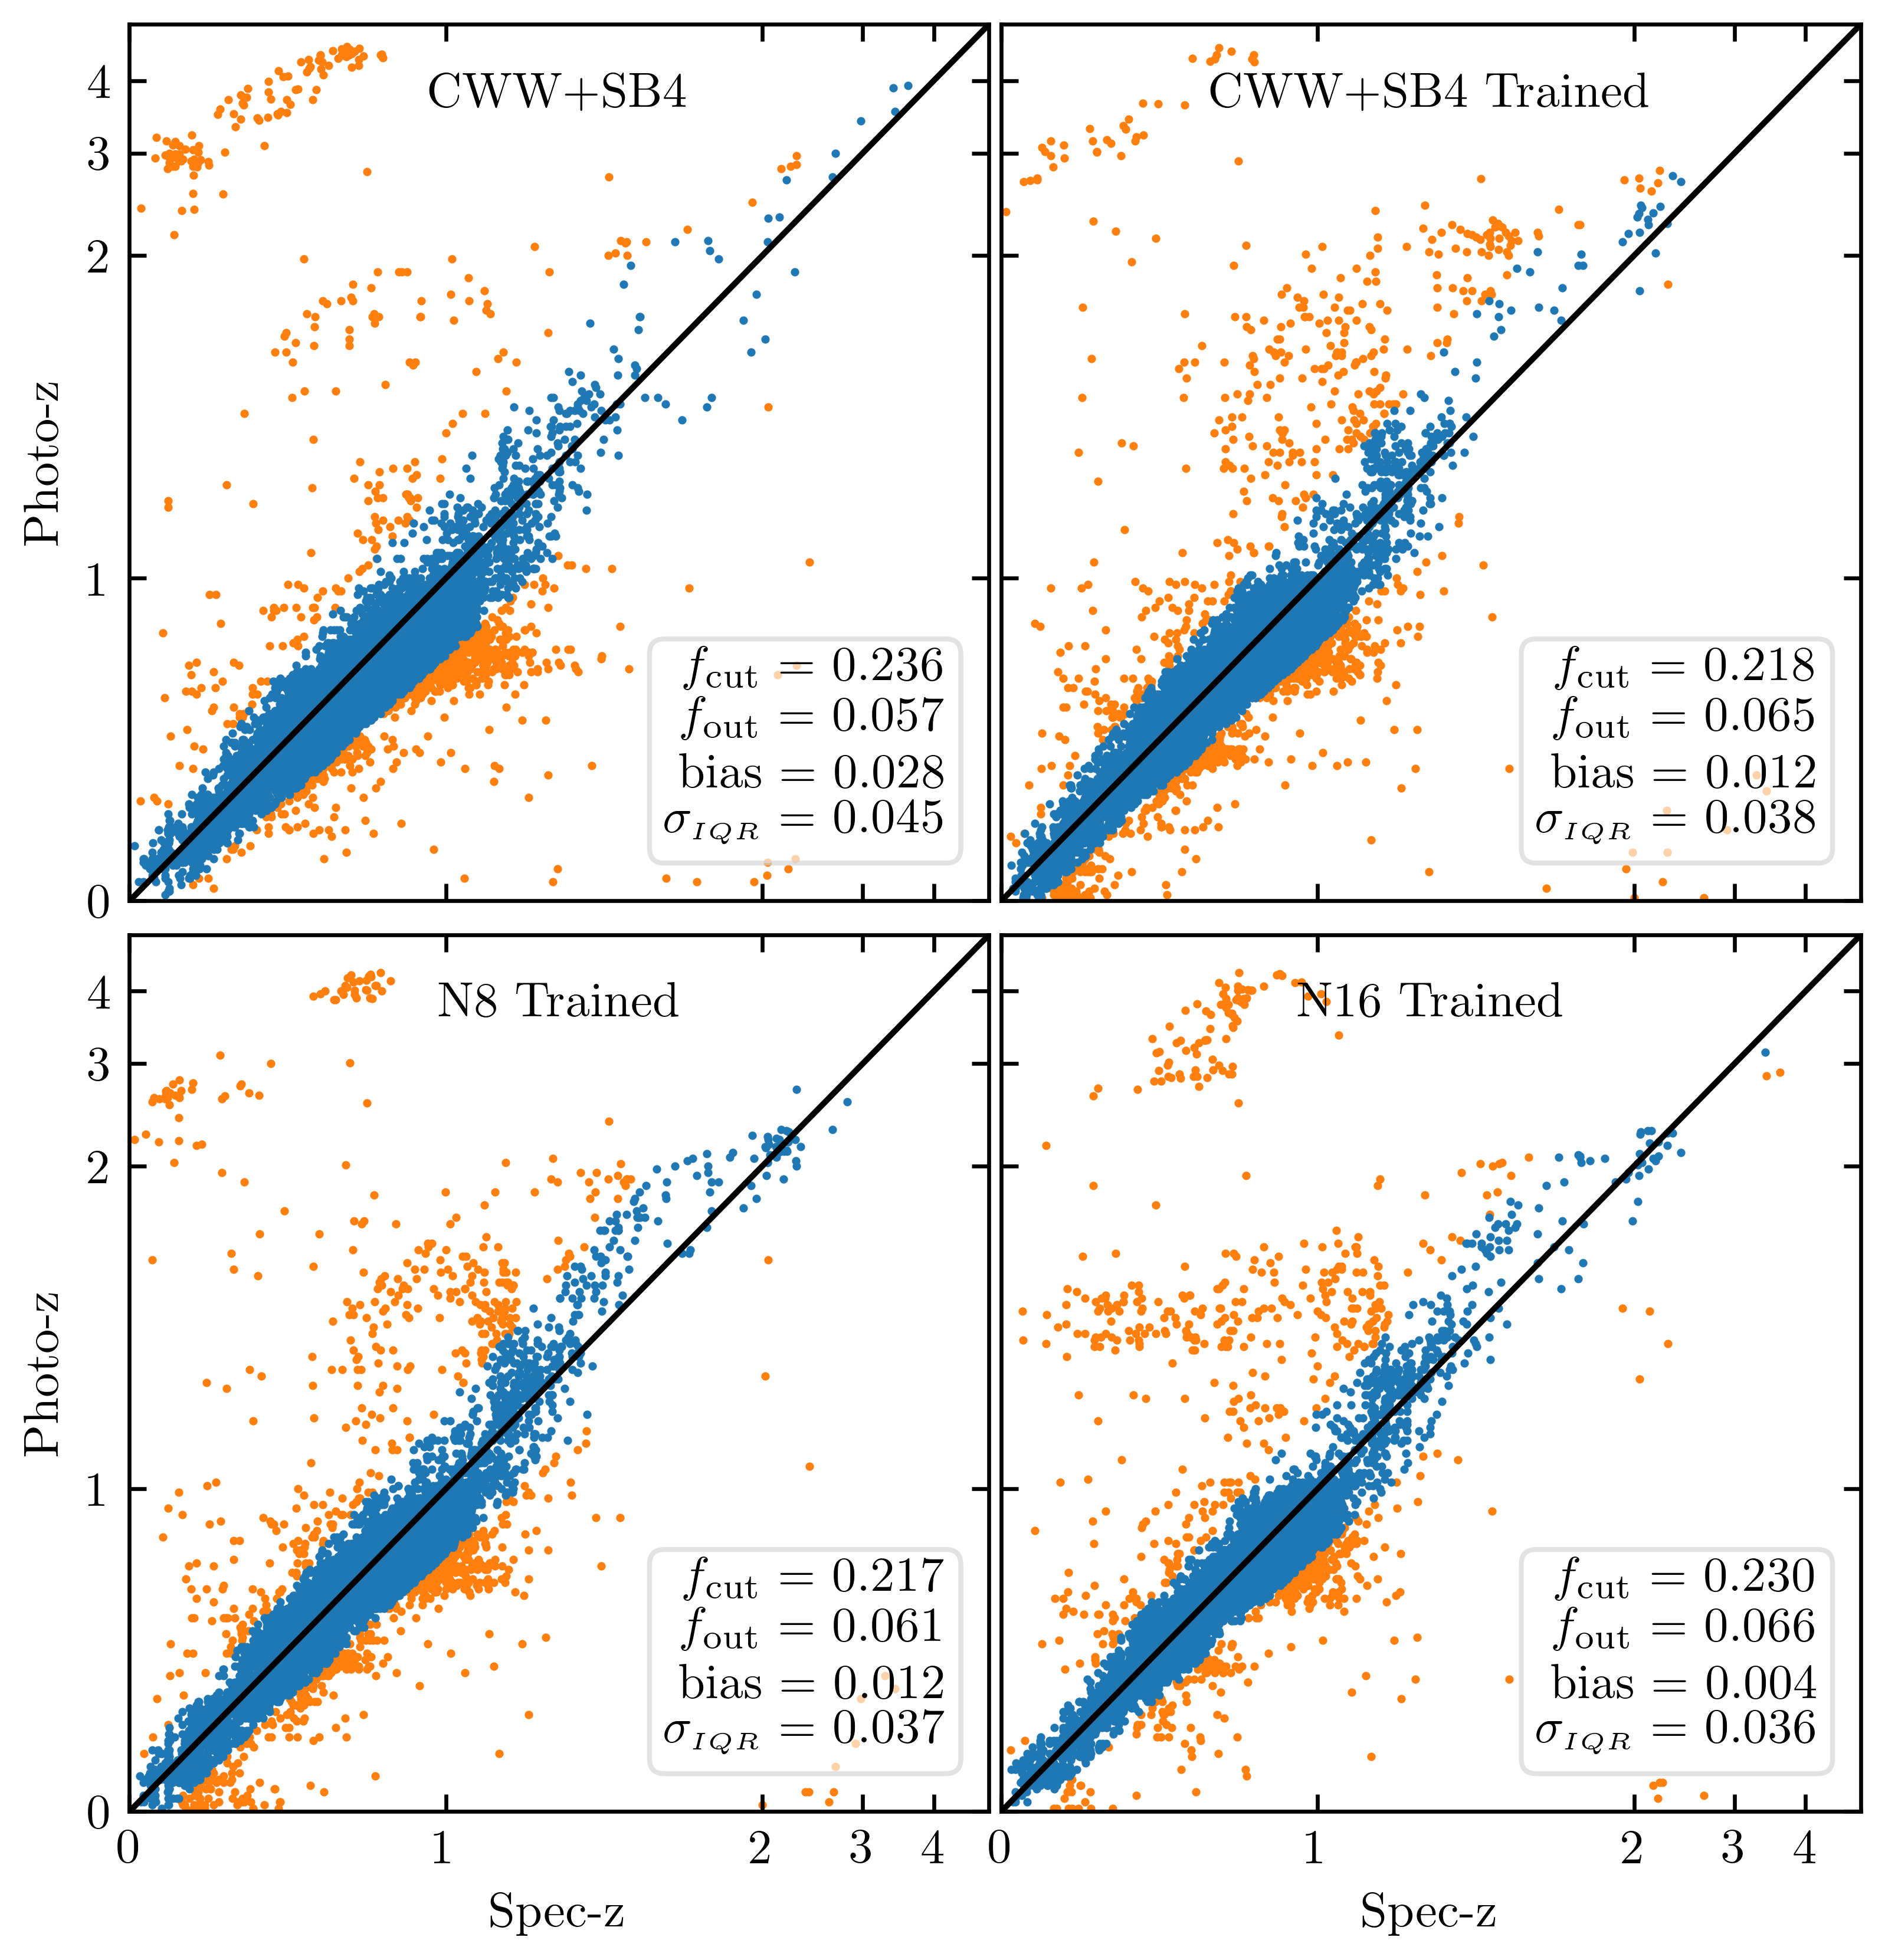 CWW+SB4
4
3
2
1
0
Photo-z
f_cut = 0.236
f_out = 0.057
bias = 0.028
σ_IQR = 0.045
CWW+SB4 Trained
f_cut = 0.218
f_out = 0.065
bias = 0.012
σ_IQR = 0.038
N8 Trained
4
3
2
1
0
Photo-z
f_cut = 0.217
f_out = 0.061
bias = 0.012
σ_IQR = 0.037
0 1 2 3 4
Spec-z
N16 Trained
f_cut = 0.230
f_out = 0.066
bias = 0.004
σ_IQR = 0.036
0 1 2 3 4
Spec-z